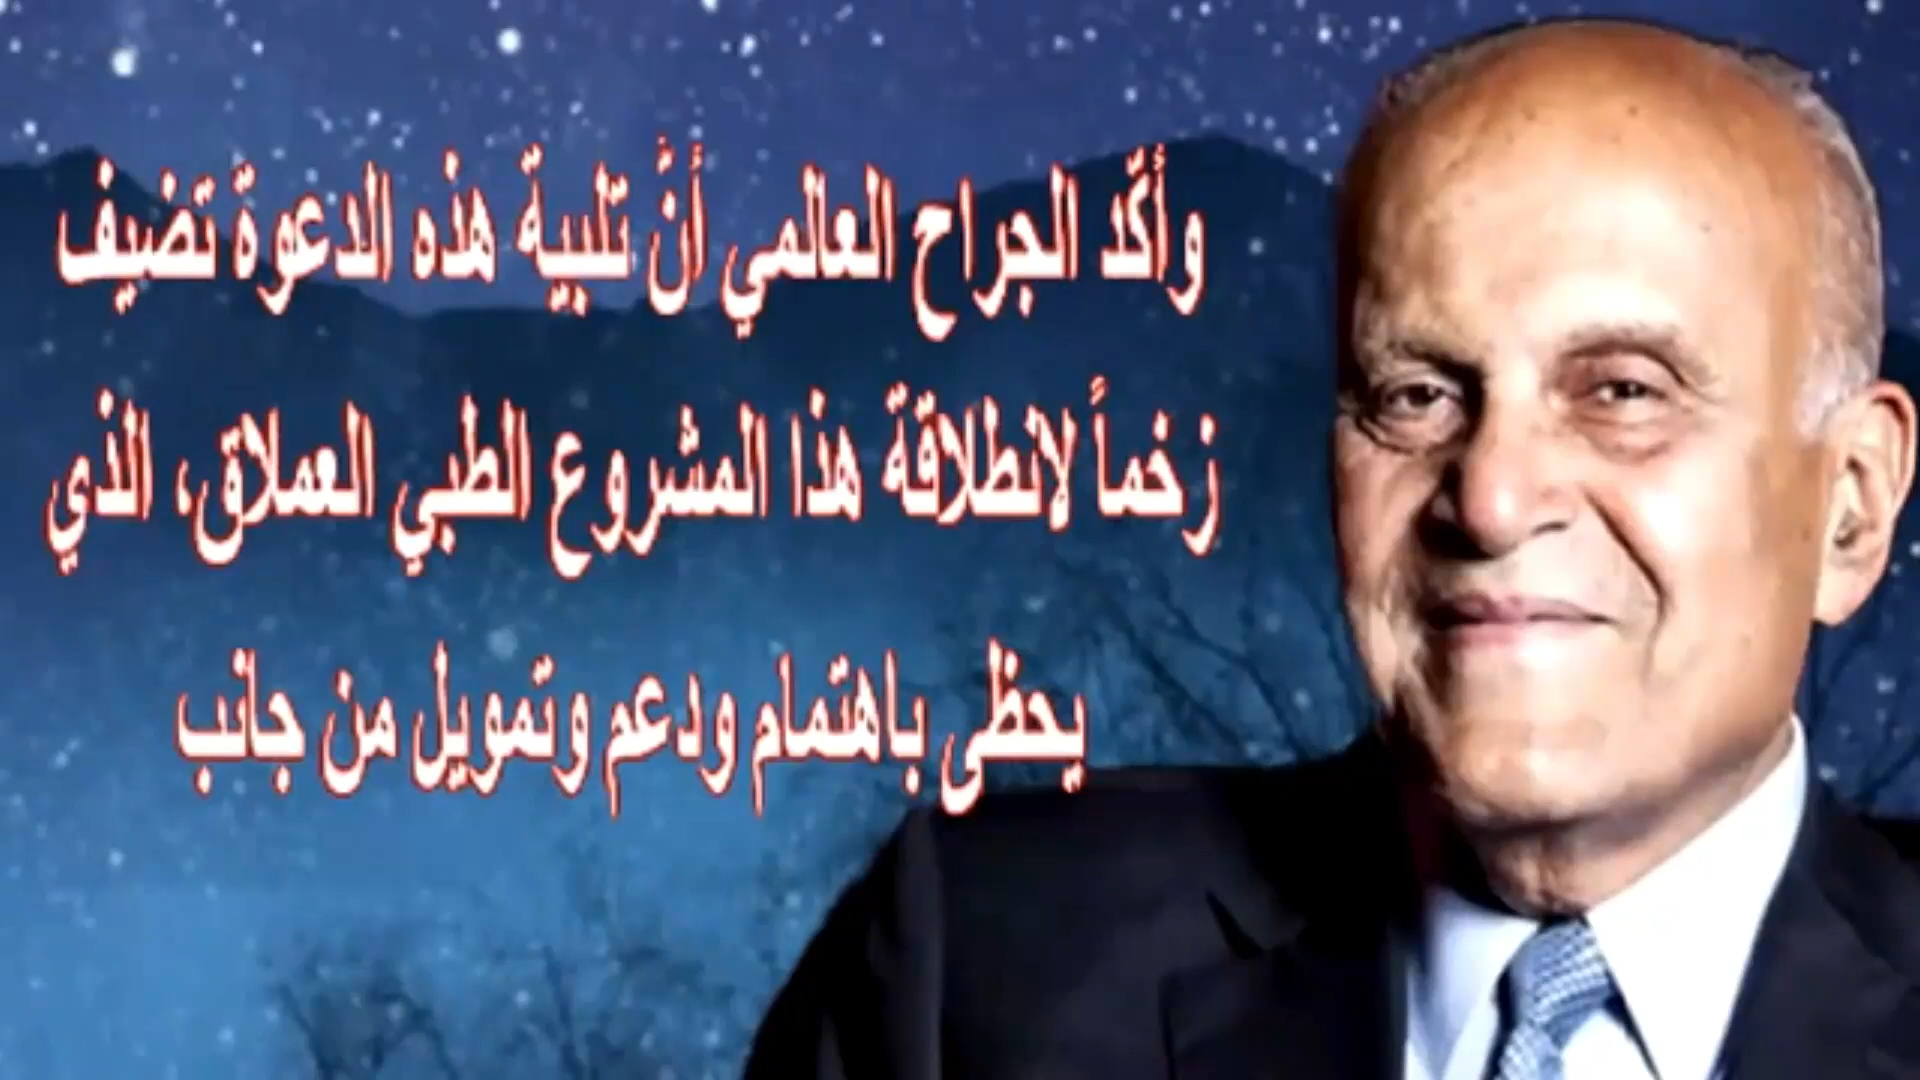 وأكَّد الجراح العالمي أنَّ تلبية هذه الدعوة تضيف
زخمأ لانطلاقة هذا المشروع الطبي العملاق، الذي
يحظى باهتمام ودعم وتمويل من جانب